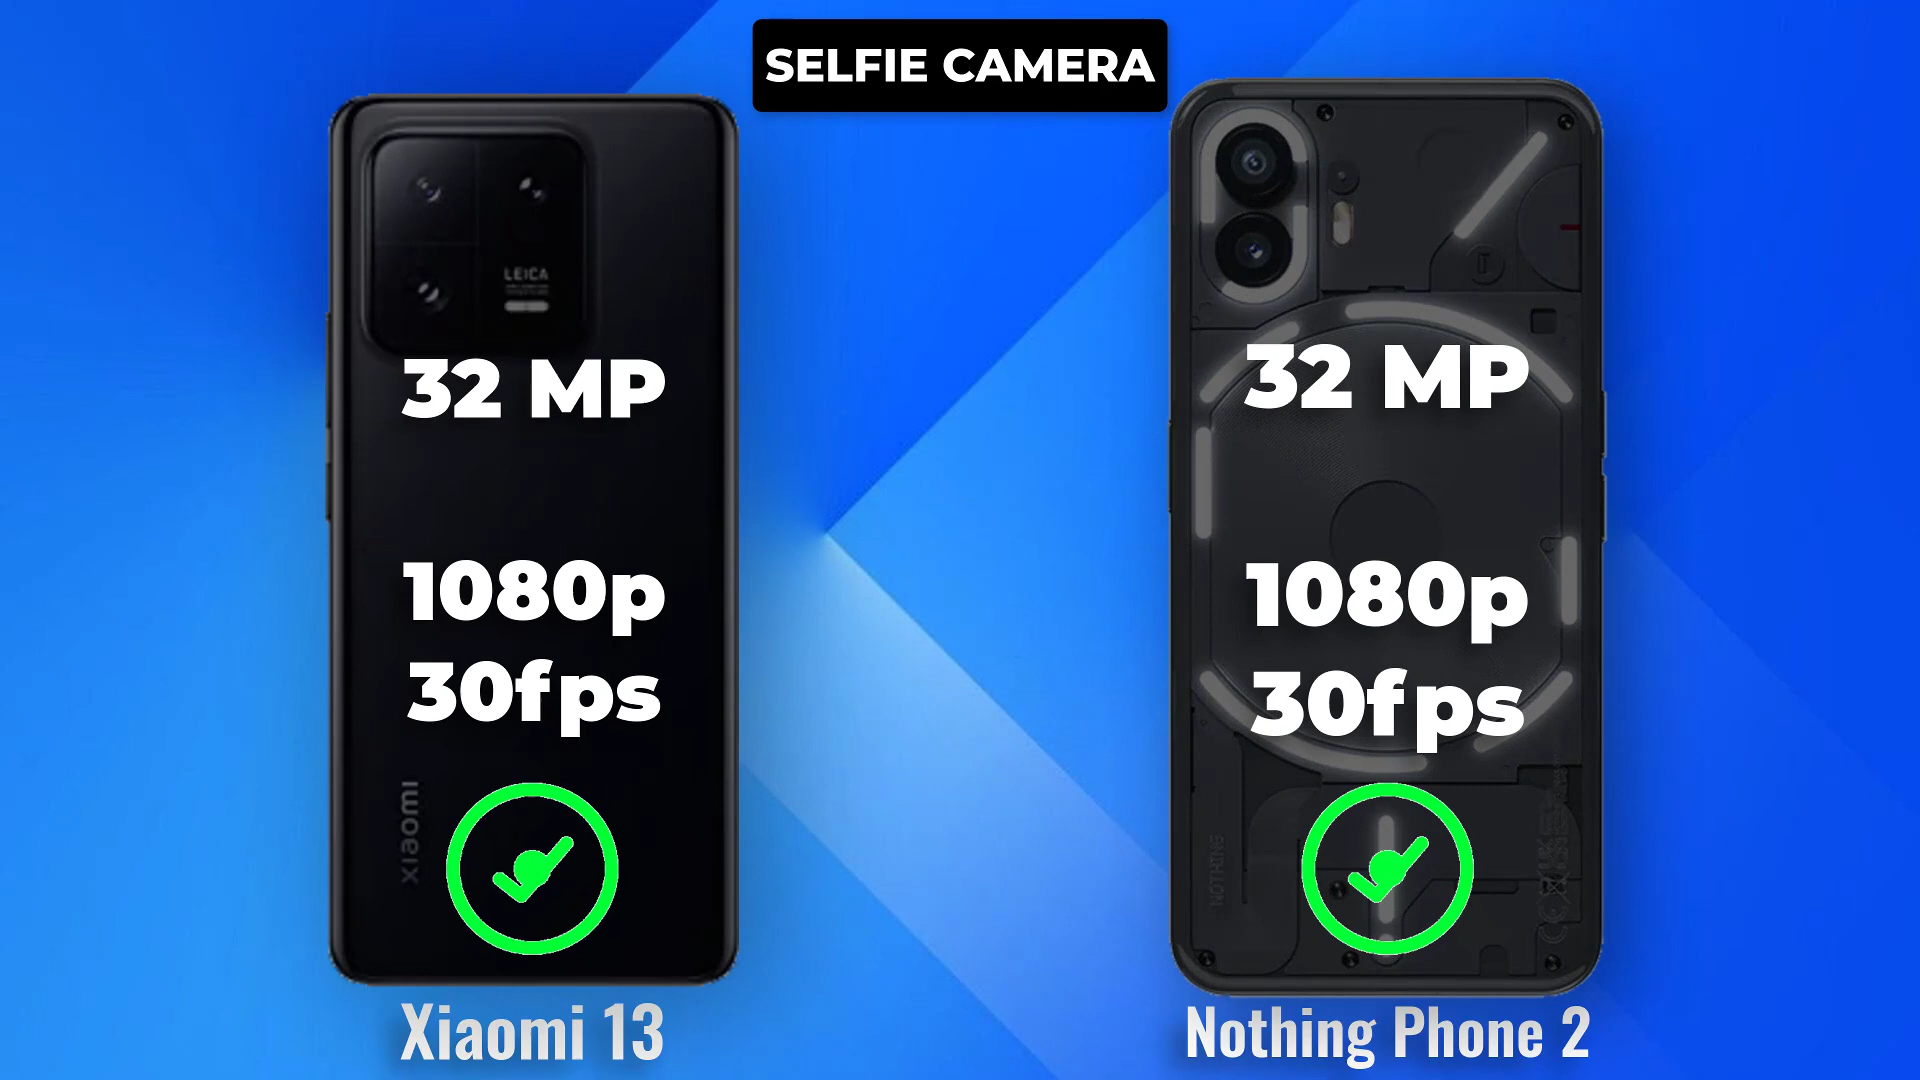 SELFIE CAMERA
LEICA
32 MP
1080p
30fps
xiaomi
Xiaomi 13
32 MP
1080p
30fps
NOTHING
Nothing Phone 2